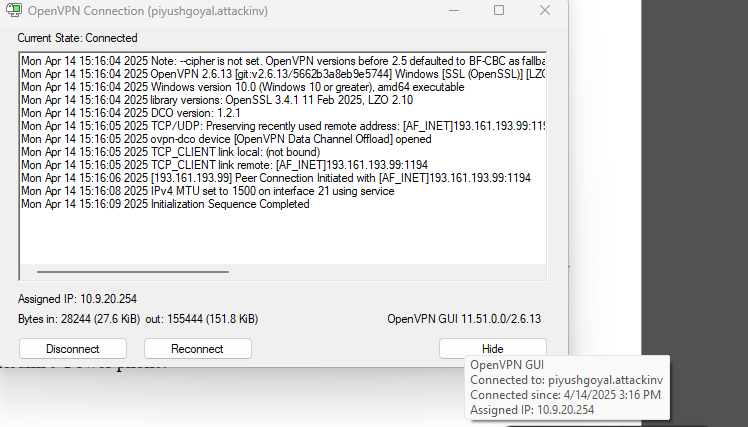 OpenVPN Connection (piyushgoyal.attackinv)
Current State: Connected
Mon Apr 14 15:16:04 2025 Note: --cipher is not set. OpenVPN versions before 2.5 defaulted to BF-CBC as fallba
Mon Apr 14 15:16:04 2025 OpenVPN 2.6.13 [git:v2.6.13/5662b3a8eb9e5744] Windows [SSL (OpenSSL)] [LZO
Mon Apr 14 15:16:04 2025 Windows version 10.0 (Windows 10 or greater), amd64 executable
Mon Apr 14 15:16:04 2025 library versions: OpenSSL 3.4.1 11 Feb 2025, LZO 2.10
Mon Apr 14 15:16:04 2025 DCO version: 1.2.1
Mon Apr 14 15:16:05 2025 TCP/UDP: Preserving recently used remote address: [AF_INET]193.161.193.99:119
Mon Apr 14 15:16:05 2025 ovpn-dco device [OpenVPN Data Channel Offload] opened
Mon Apr 14 15:16:05 2025 TCP_CLIENT link local: (not bound)
Mon Apr 14 15:16:05 2025 TCP_CLIENT link remote: [AF_INET]193.161.193.99:1194
Mon Apr 14 15:16:06 2025 [193.161.193.99] Peer Connection Initiated with [AF_INET]193.161.193.99:1194
Mon Apr 14 15:16:08 2025 IPv4 MTU set to 1500 on interface 21 using service
Mon Apr 14 15:16:09 2025 Initialization Sequence Completed
Assigned IP: 10.9.20.254
Bytes in: 28244 (27.6 KiB) out: 155444 (151.8 KiB)
OpenVPN GUI 11.51.0.0/2.6.13
Disconnect
Reconnect
Hide
OpenVPN GUI
Connected to: piyushgoyal.attackinv
Connected since: 4/14/2025 3:16 PM
Assigned IP: 10.9.20.254